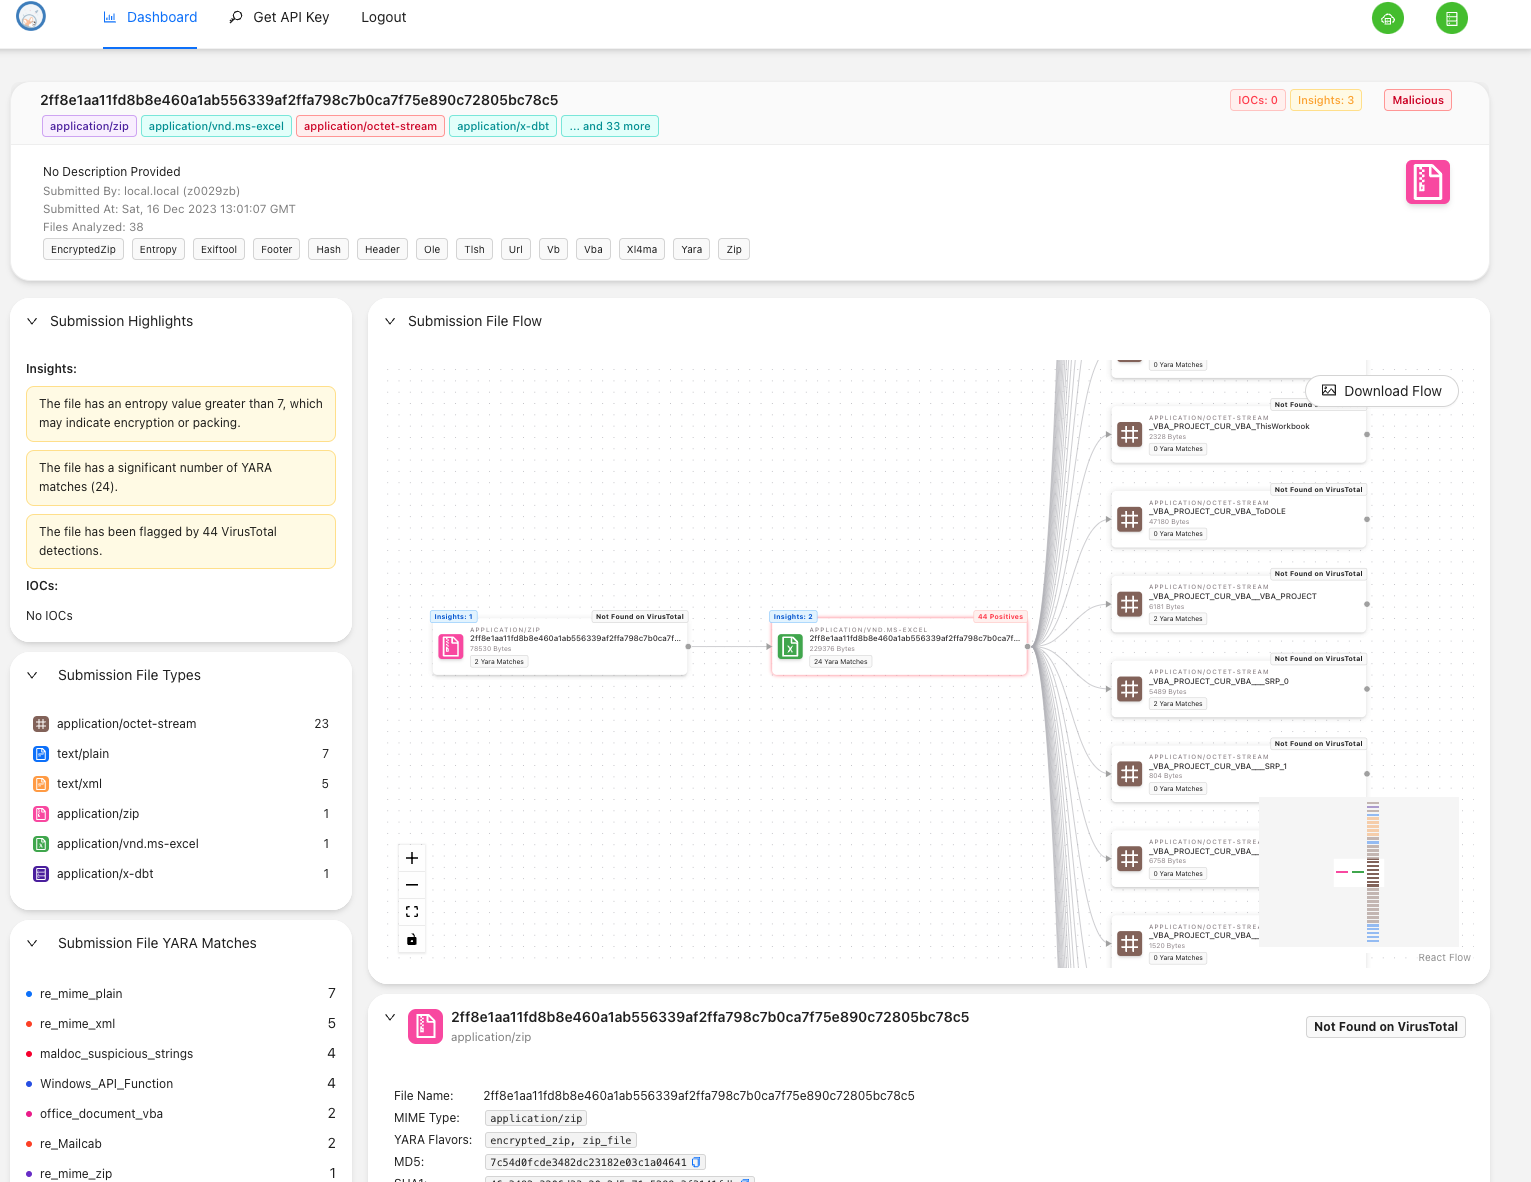 Dashboard
Get API Key
Logout
2ff8e1aa11fd8b8e460a1ab556339af2ffa798c7b0ca7f75e890c72805bc78c5
IOCs: 0
Insights: 3
Malicious
application/zip
application/vnd.ms-excel
application/octet-stream
application/x-dbt
... and 33 more
No Description Provided
Submitted By: local.local (z0029zb)
Submitted At: Sat, 16 Dec 2023 13:01:07 GMT
Files Analyzed: 38
EncryptedZip
Entropy
Exiftool
Footer
Hash
Header
Ole
Tlsh
Url
Vb
Vba
Xl4ma
Yara
Zip
Submission Highlights
Insights:
The file has an entropy value greater than 7, which
may indicate encryption or packing.
The file has a significant number of YARA
matches (24).
The file has been flagged by 44 VirusTotal
detections.
IOCs:
No IOCs
Submission File Types
application/octet-stream 23
text/plain 7
text/xml 5
application/zip 1
application/vnd.ms-excel 1
application/x-dbt 1
Submission File YARA Matches
re_mime_plain 7
re_mime_xml 5
maldoc_suspicious_strings 4
Windows_API_Function 4
office_document_vba 2
re_Mailcab 2
re_mime_zip 1
Submission File Flow
Download Flow
Insights: 1
Not Found on VirusTotal
APPLICATION/ZIP
2ff8e1aa11fd8b8e460a1ab556339af2ffa798c7b0ca7f...
78530 Bytes
2 Yara Matches
Insights: 2
44 Positives
APPLICATION/VND.MS-EXCEL
2ff8e1aa11fd8b8e460a1ab556339af2ffa798c7b0ca7f...
229376 Bytes
24 Yara Matches
0 Yara Matches
Not Found
APPLICATION/OCTET-STREAM
_VBA_PROJECT_CUR_VBA_ThisWorkbook
2328 Bytes
0 Yara Matches
Not Found on VirusTotal
APPLICATION/OCTET-STREAM
_VBA_PROJECT_CUR_VBA_ToDOLE
47180 Bytes
0 Yara Matches
Not Found on VirusTotal
APPLICATION/OCTET-STREAM
_VBA_PROJECT_CUR_VBA__VBA_PROJECT
6181 Bytes
2 Yara Matches
Not Found on VirusTotal
APPLICATION/OCTET-STREAM
_VBA_PROJECT_CUR_VBA___SRP_0
5489 Bytes
2 Yara Matches
Not Found on VirusTotal
APPLICATION/OCTET-STREAM
_VBA_PROJECT_CUR_VBA___SRP_1
804 Bytes
0 Yara Matches
APPLICATION/OCTET-STREA
_VBA_PROJECT_CUR_VBA__
6758 Bytes
0 Yara Matches
APPLICATION/OCTET-STREA
_VBA_PROJECT_CUR_VBA__
1520 Bytes
0 Yara Matches
React Flow
2ff8e1aa11fd8b8e460a1ab556339af2ffa798c7b0ca7f75e890c72805bc78c5
application/zip
Not Found on VirusTotal
File Name: 2ff8e1aa11fd8b8e460a1ab556339af2ffa798c7b0ca7f75e890c72805bc78c5
MIME Type: application/zip
YARA Flavors: encrypted_zip, zip_file
MD5: 7c54d0fcde3482dc23182e03c1a04641